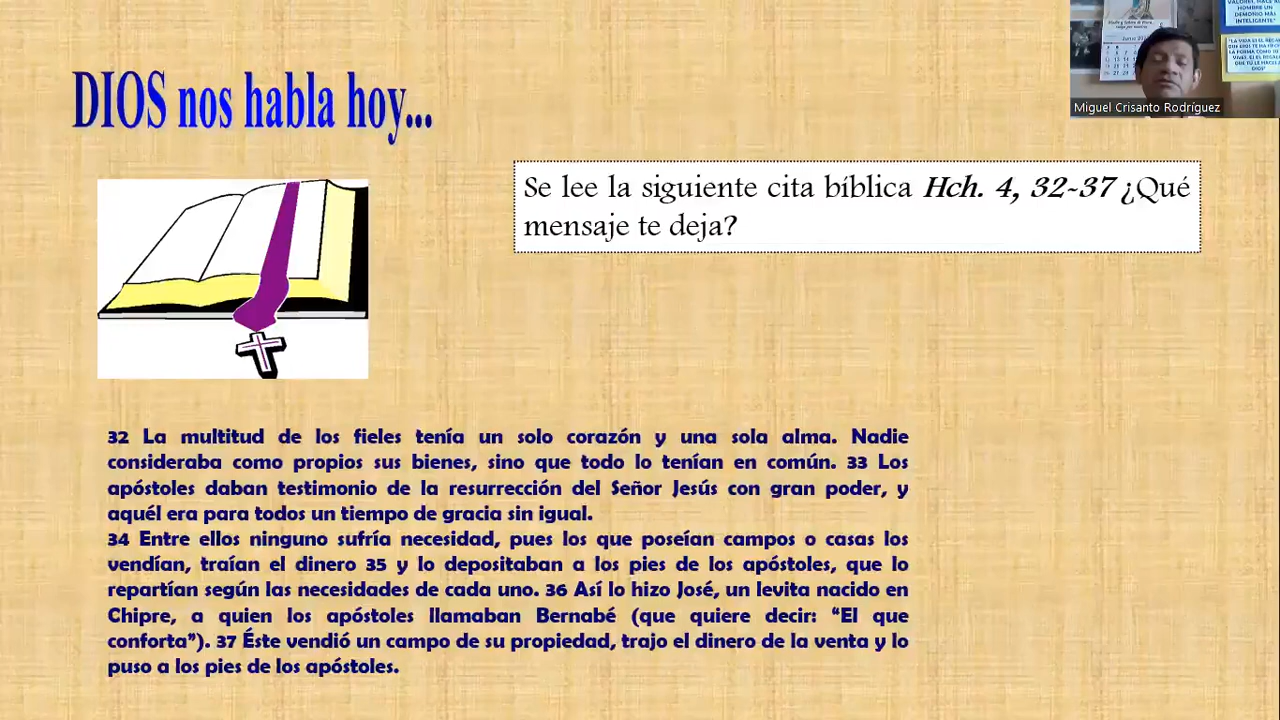 DIOS nos habla hoy...
Se lee la siguiente cita bíblica Hch. 4, 32-37 ¿Qué
mensaje te deja?
32 La multitud de los fieles tenía un solo corazón y una sola alma. Nadie
consideraba como propios sus bienes, sino que todo lo tenían en común. 33 Los
apóstoles daban testimonio de la resurrección del Señor Jesús con gran poder, y
aquél era para todos un tiempo de gracia sin igual.
34 Entre ellos ninguno sufría necesidad, pues los que poseían campos o casas los
vendían, traían el dinero 35 y lo depositaban a los pies de los apóstoles, que lo
repartían según las necesidades de cada uno. 36 Así lo hizo José, un levita nacido en
Chipre, a quien los apóstoles llamaban Bernabé (que quiere decir: “El que
conforta”). 37 Éste vendió un campo de su propiedad, trajo el dinero de la venta y lo
puso a los pies de los apóstoles.
HOMBRE UN
DEMONIO MÁS
INTELIGENTE"
Miguel Crisanto Rodríguez